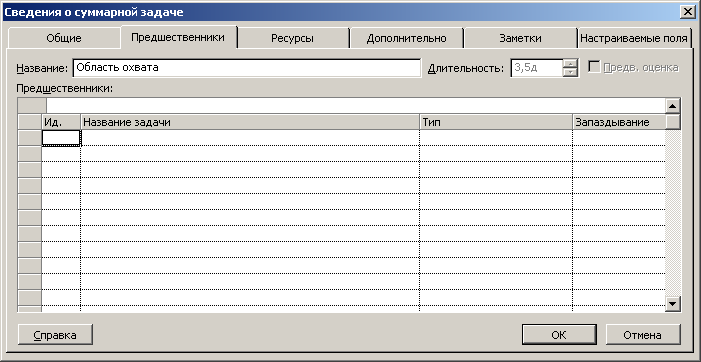 Сведения о суммарной задаче
Общие Предшественники Ресурсы Дополнительно Заметки Настраиваемые поля
Название: Область охвата Длительность: 3,5д Предв. оценка
Предшественники:
Ид. Название задачи Тип Запаздывание
Справка ОК Отмена